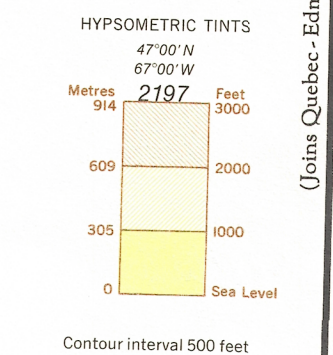 HYPSOMETRIC TINTS
47°00'N
67°00'W
Metres 2197 Feet
914 3000
609 2000
305 1000
0 Sea Level
Contour interval 500 feet
(Joins Quebec - Edm